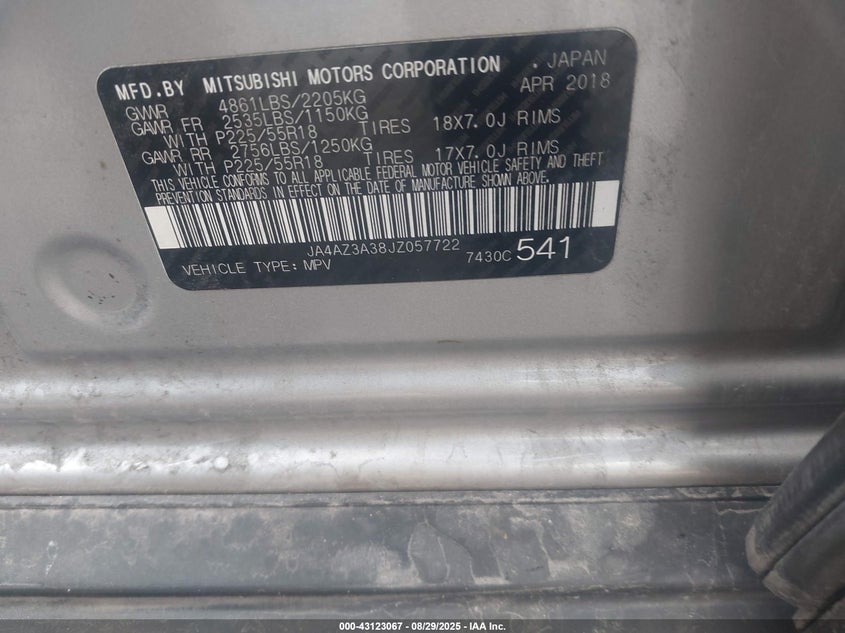 MFD.BY MITSUBISHI MOTORS CORPORATION . JAPAN
APR 2018
GVWR 4861LBS/2205KG
GAWR FR 2535LBS/1150KG
WITH P225/55R18 TIRES 18X7.0J RIMS
GAWR RR 2756LBS/1250KG
WITH P225/55R18 TIRES 17X7.0J RIMS
THIS VEHICLE CONFORMS TO ALL APPLICABLE FEDERAL MOTOR VEHICLE SAFETY AND THEFT
PREVENTION STANDARDS IN EFFECT ON THE DATE OF MANUFACTURE SHOWN ABOVE.
JA4AZ3A38JZ057722
VEHICLE TYPE: MPV 7430C 541
000-43123067 - 08/29/2025 - IAA Inc.